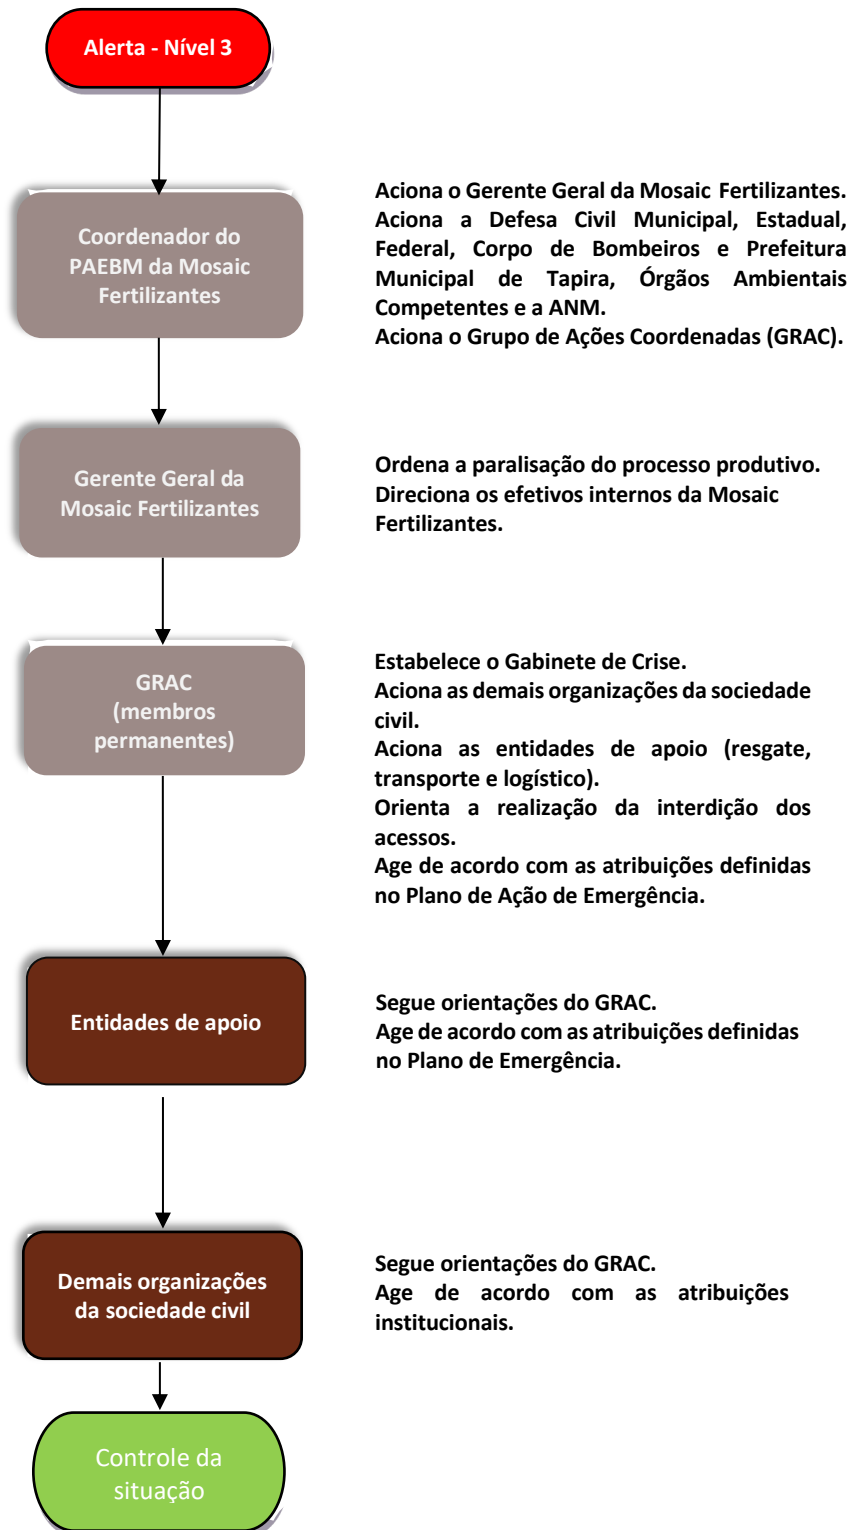 Alerta - Nível 3
Coordenador do
PAEBM da Mosaic
Fertilizantes
Aciona o Gerente Geral da Mosaic Fertilizantes.
Aciona a Defesa Civil Municipal, Estadual,
Federal, Corpo de Bombeiros e Prefeitura
Municipal de Tapira, Órgãos Ambientais
Competentes e a ANM.
Aciona o Grupo de Ações Coordenadas (GRAC).
Gerente Geral da
Mosaic Fertilizantes
Ordena a paralisação do processo produtivo.
Direciona os efetivos internos da Mosaic
Fertilizantes.
GRAC
(membros
permanentes)
Estabelece o Gabinete de Crise.
Aciona as demais organizações da sociedade
civil.
Aciona as entidades de apoio (resgate,
transporte e logístico).
Orienta a realização da interdição dos
acessos.
Age de acordo com as atribuições definidas
no Plano de Ação de Emergência.
Entidades de apoio
Segue orientações do GRAC.
Age de acordo com as atribuições definidas
no Plano de Emergência.
Demais organizações
da sociedade civil
Segue orientações do GRAC.
Age de acordo com as atribuições
institucionais.
Controle da
situação